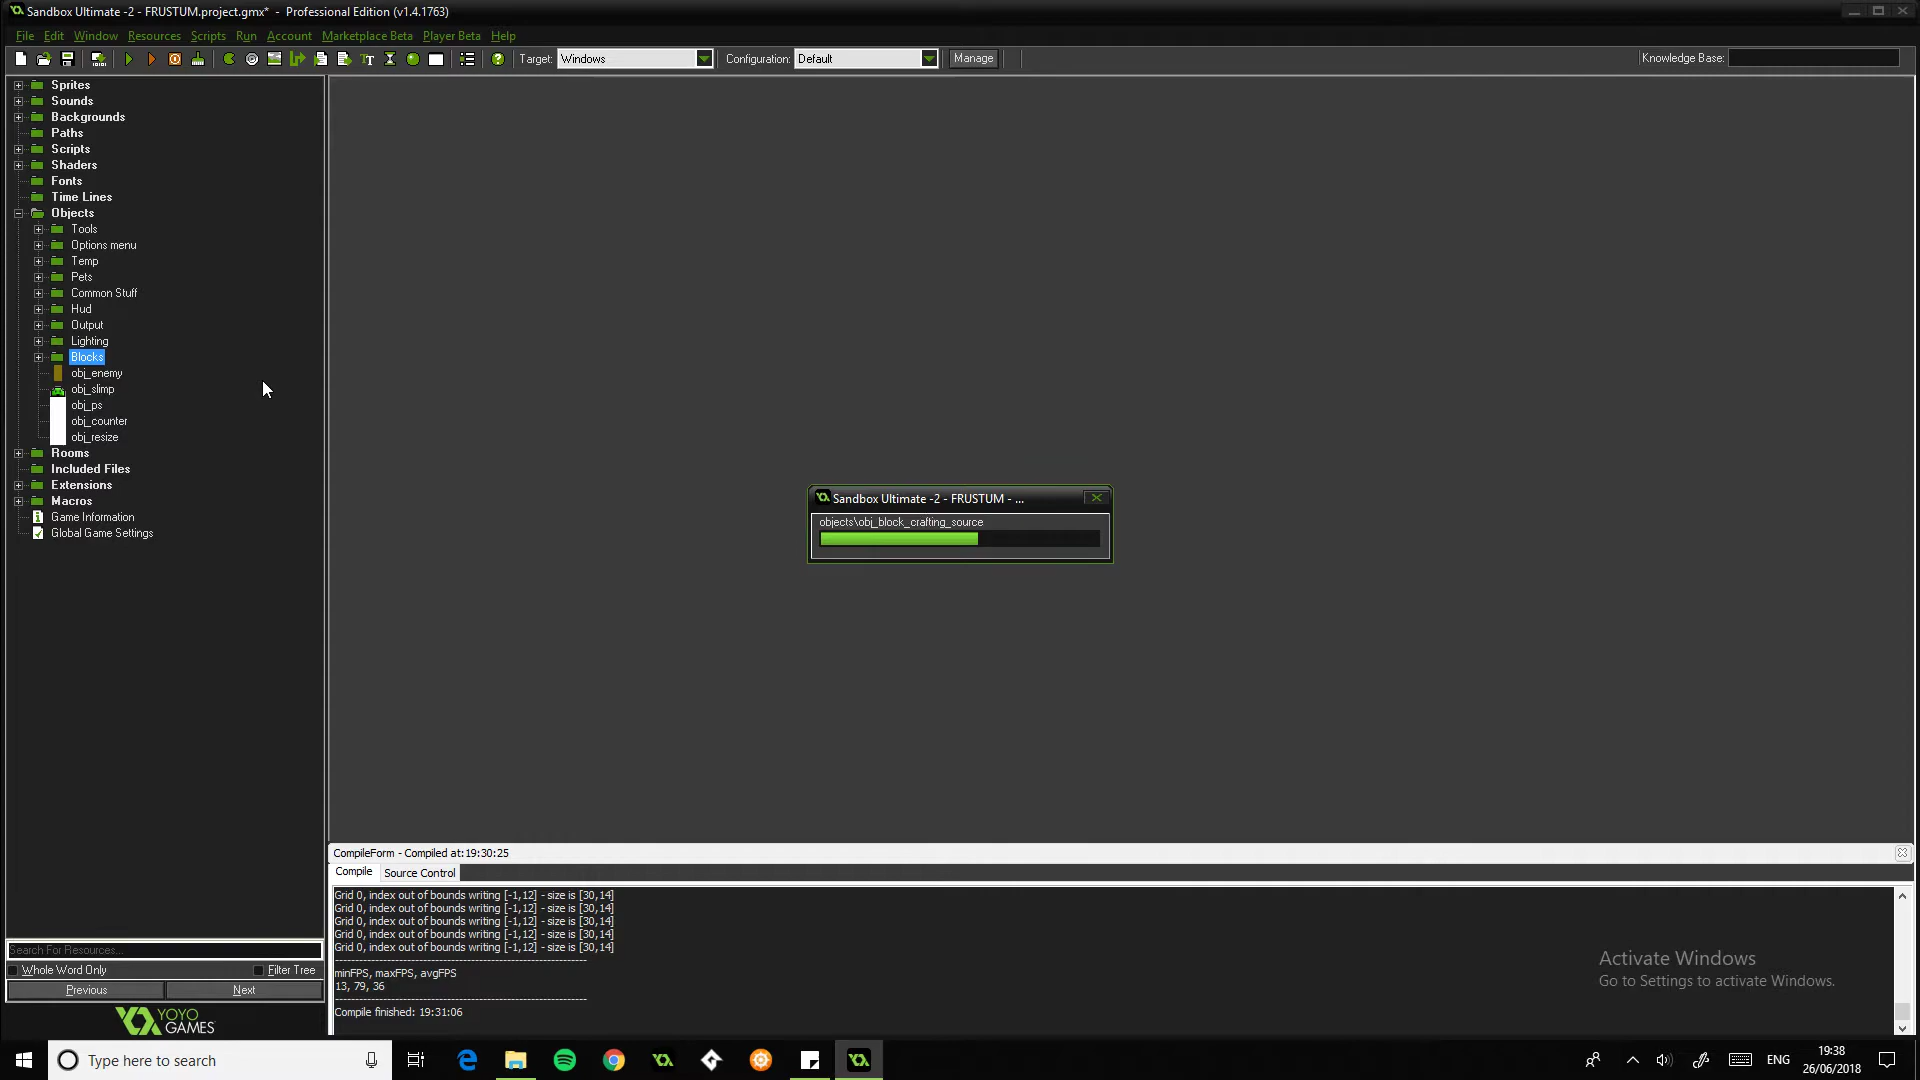 Sandbox Ultimate -2 - FRUSTUM.project.gmx* - Professional Edition (v1.4.1763)
File Edit Window Resources Scripts Run Account Marketplace Beta Player Beta Help
Target: Windows Configuration: Default Manage Knowledge Base:
Sprites
Sounds
Backgrounds
Paths
Scripts
Shaders
Fonts
Time Lines
Objects
Tools
Options menu
Temp
Pets
Common Stuff
Hud
Output
Lighting
Blocks
obj_enemy
obj_slimp
obj_ps
obj_counter
obj_resize
Rooms
Included Files
Extensions
Macros
Game Information
Global Game Settings
Sandbox Ultimate -2 - FRUSTUM - ...
objects\obj_block_crafting_source
CompileForm - Compiled at:19:30:25
Compile Source Control
Grid 0, index out of bounds writing [-1,12] - size is [30,14]
Grid 0, index out of bounds writing [-1,12] - size is [30,14]
Grid 0, index out of bounds writing [-1,12] - size is [30,14]
Grid 0, index out of bounds writing [-1,12] - size is [30,14]
Grid 0, index out of bounds writing [-1,12] - size is [30,14]
minFPS, maxFPS, avgFPS
13, 79, 36
Compile finished: 19:31:06
Search For Resources...
Whole Word Only Filter Tree
Previous Next
YOYO
GAMES
Activate Windows
Go to Settings to activate Windows.
Type here to search
ENG
19:38
26/06/2018